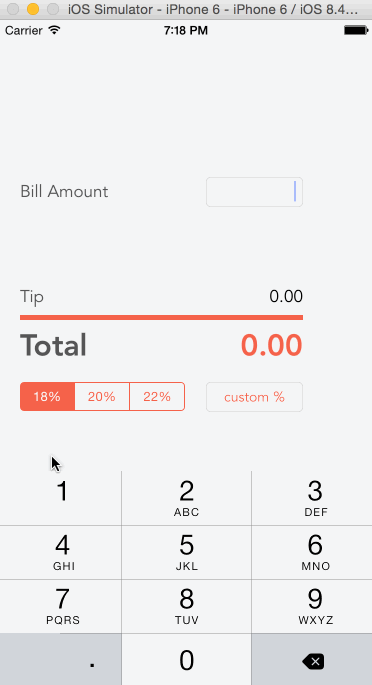 iOS Simulator - iPhone 6 - iPhone 6 / iOS 8.4...
Carrier 7:18 PM
Bill Amount
Tip 0.00
Total 0.00
18% 20% 22% custom %
1 2 3
ABC DEF
4 5 6
GHI JKL MNO
7 8 9
PQRS TUV WXYZ
. 0